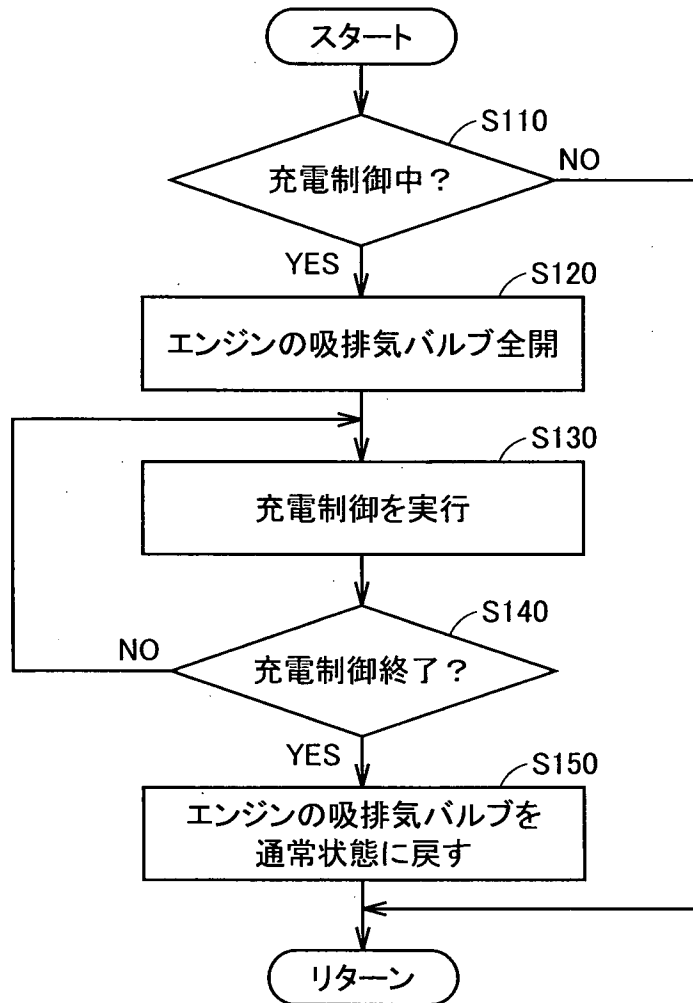 スタート
S110
充電制御中？
NO
YES
S120
エンジンの吸排気バルブ全開
S130
充電制御を実行
S140
NO
充電制御終了？
YES
S150
エンジンの吸排気バルブを
通常状態に戻す
リターン